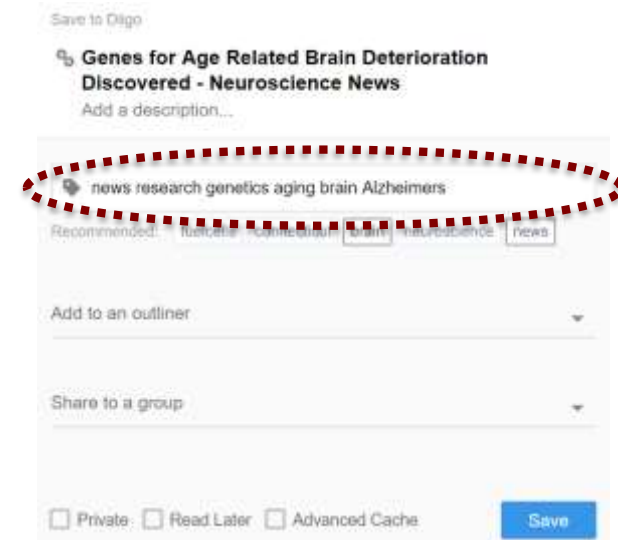 Save to Diigo
Genes for Age Related Brain Deterioration
Discovered - Neuroscience News
Add a description...
news research genetics aging brain Alzheimers
Recommended: brain neuroscience news
Add to an outliner
Share to a group
Private Read Later Advanced Cache Save